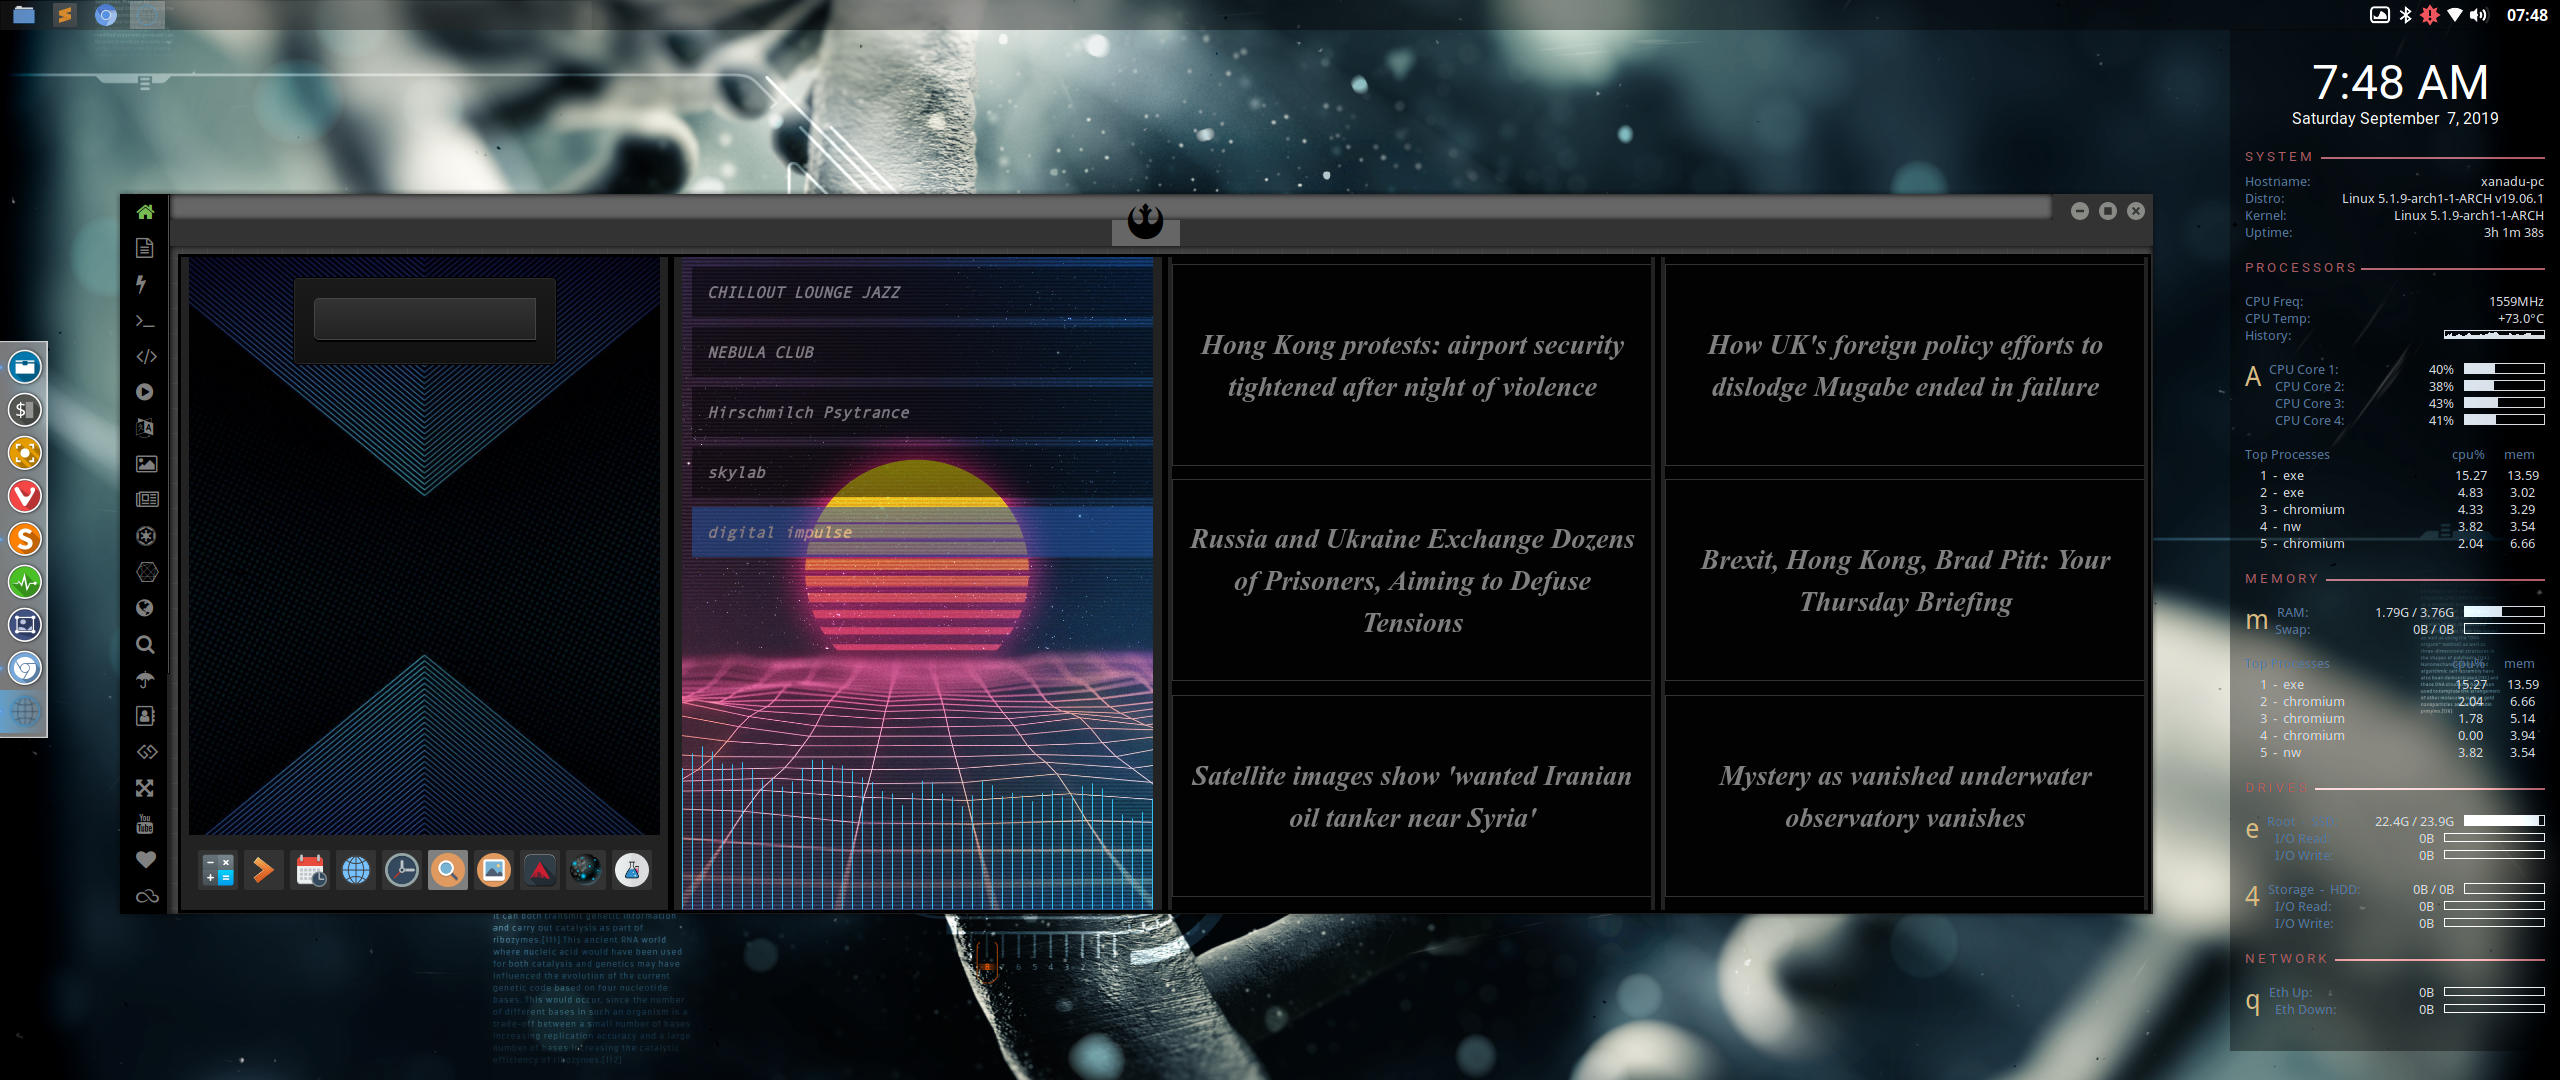 07:48
7:48 AM
Saturday September 7, 2019
SYSTEM
Hostname: xanadu-pc
Distro: Linux 5.1.9-arch1-1-ARCH v19.06.1
Kernel: Linux 5.1.9-arch1-1-ARCH
Uptime: 3h 1m 38s
PROCESSORS
CPU Freq: 1559MHz
CPU Temp: +73.0°C
History:
A CPU Core 1: 40%
CPU Core 2: 38%
CPU Core 3: 43%
CPU Core 4: 41%
Top Processes cpu% mem
1 - exe 15.27 13.59
2 - exe 4.83 3.02
3 - chromium 4.33 3.29
4 - nw 3.82 3.54
5 - chromium 2.04 6.66
MEMORY
m RAM: 1.79G / 3.76G
Swap: 0B / 0B
Top Processes cpu% mem
1 - exe 15.27 13.59
2 - chromium 2.04 6.66
3 - chromium 1.78 5.14
4 - chromium 0.00 3.94
5 - nw 3.82 3.54
DRIVES
e Root 22.4G / 23.9G
I/O Read: 0B
I/O Write: 0B
4 Storage - HDD: 0B / 0B
I/O Read: 0B
I/O Write: 0B
NETWORK
q Eth Up: 0B
Eth Down: 0B
CHILLOUT LOUNGE JAZZ
NEBULA CLUB
Hirschmilch Psytrance
skylab
digital impulse
Hong Kong protests: airport security
tightened after night of violence
How UK's foreign policy efforts to
dislodge Mugabe ended in failure
Russia and Ukraine Exchange Dozens
of Prisoners, Aiming to Defuse
Tensions
Brexit, Hong Kong, Brad Pitt: Your
Thursday Briefing
Satellite images show 'wanted Iranian
oil tanker near Syria'
Mystery as vanished underwater
observatory vanishes
You
Tube
it can both transmit genetic information
and carry out catalysis as part of
ribozymes.[111] This ancient RNA world
where nucleic acid would have been used
for both catalysis and genetics may have
influenced the evolution of the current
genetic code based on four nucleotide
bases. This would occur, since the number
of different bases in such an organism is a
trade-off between a small number of bases
increasing replication accuracy and a large
number of bases increasing the catalytic
efficiency of ribozymes.[112]
8 7 6 5 4 3 2